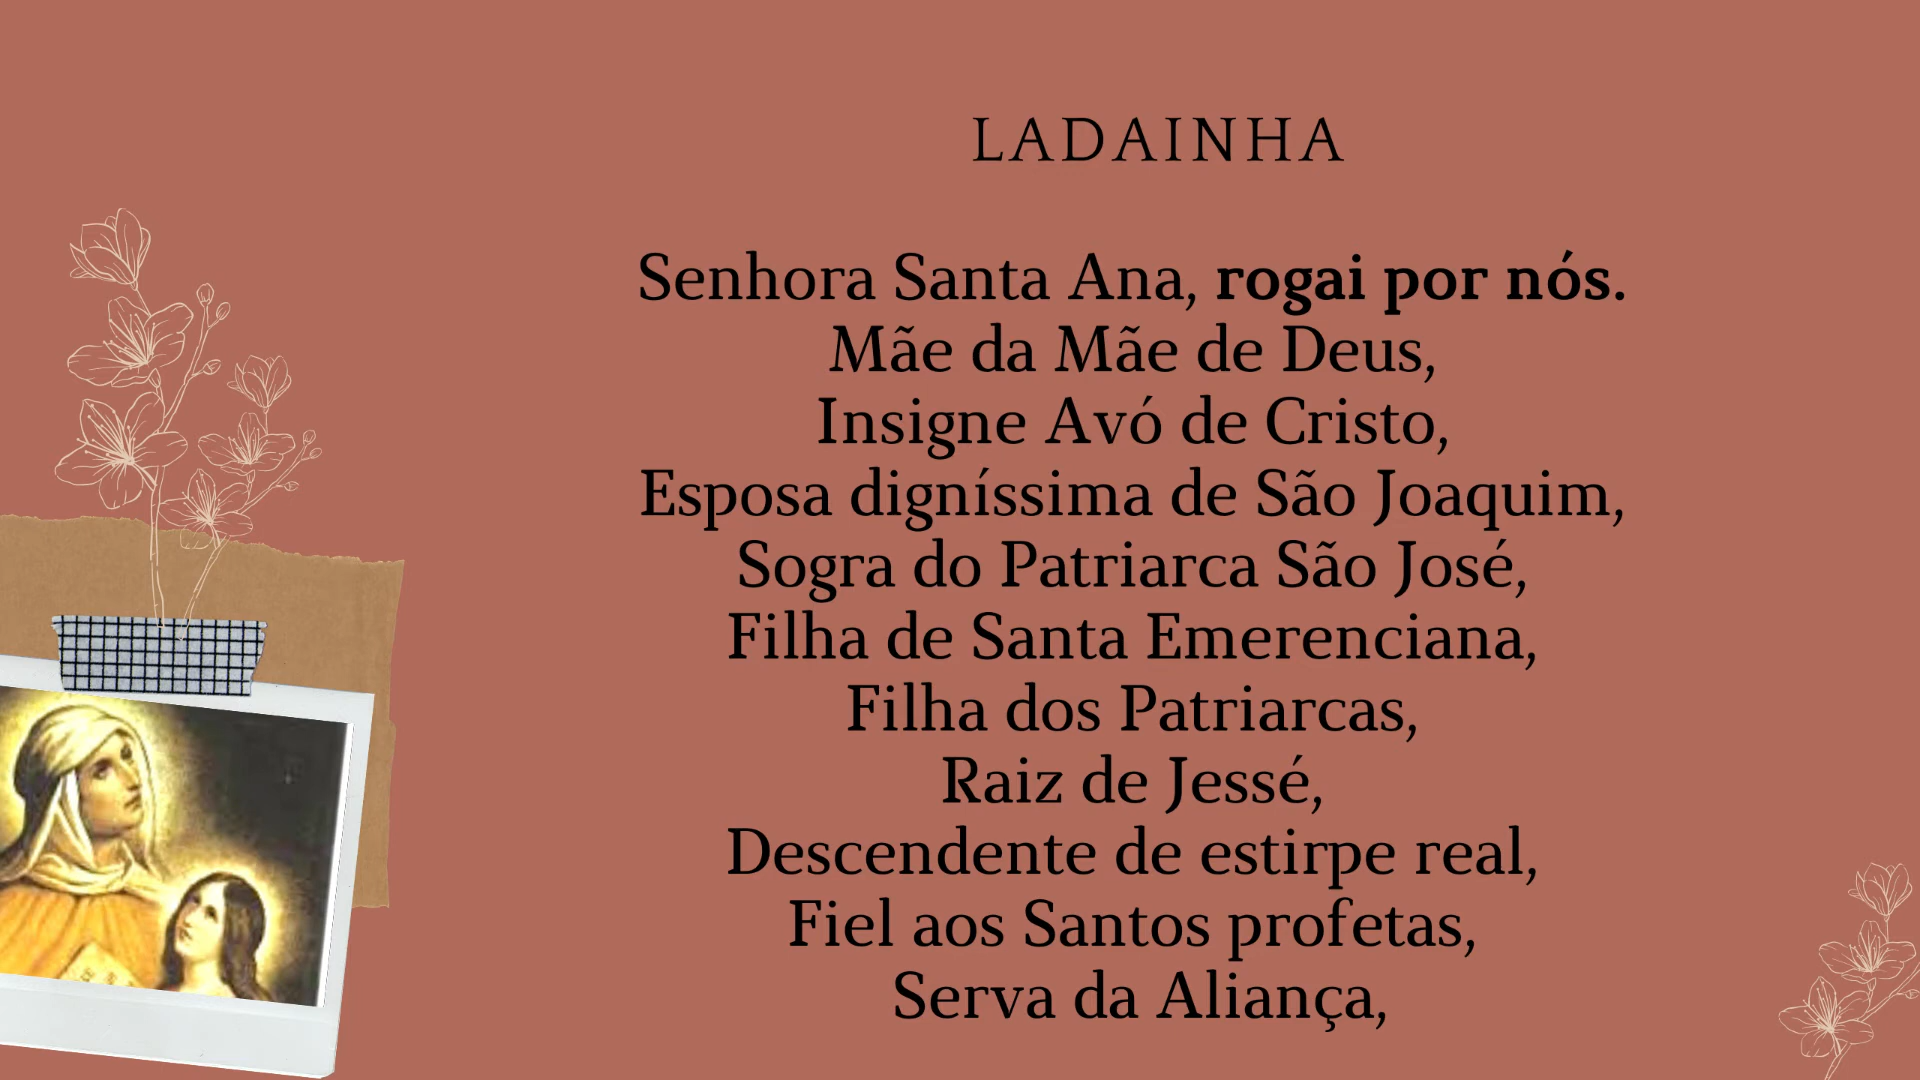 LADAINHA
Senhora Santa Ana, rogai por nós.
Mãe da Mãe de Deus,
Insigne Avó de Cristo,
Esposa digníssima de São Joaquim,
Sogra do Patriarca São José,
Filha de Santa Emerenciana,
Filha dos Patriarcas,
Raiz de Jessé,
Descendente de estirpe real,
Fiel aos Santos profetas,
Serva da Aliança,